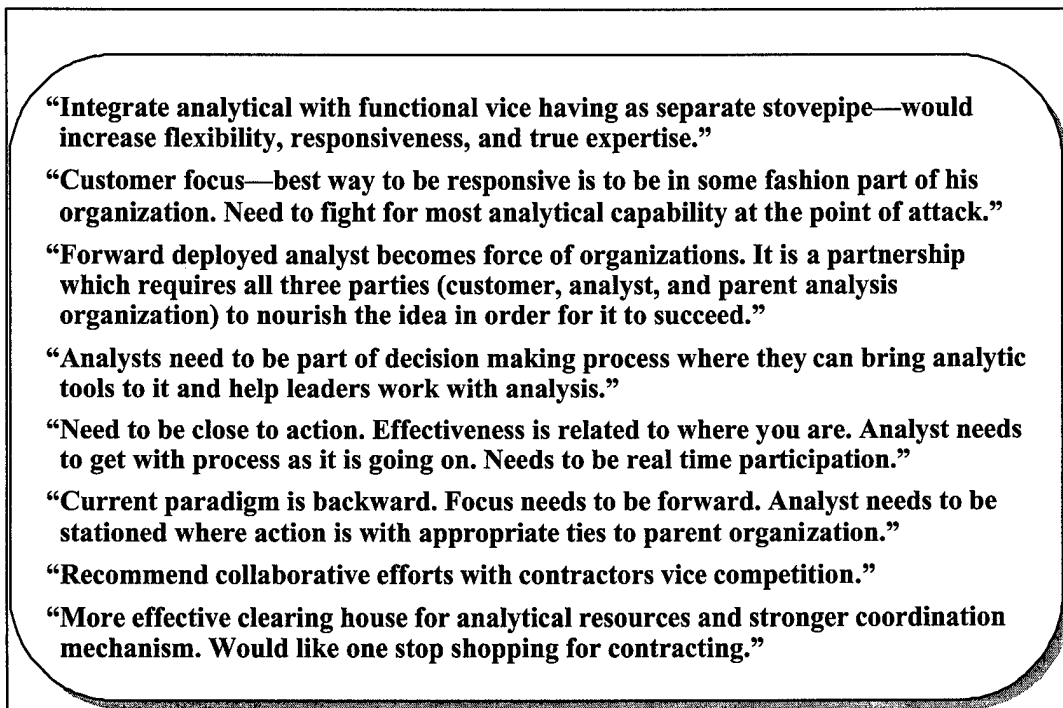 “Integrate analytical with functional vice having as separate stovepipe—would
increase flexibility, responsiveness, and true expertise.”
“Customer focus—best way to be responsive is to be in some fashion part of his
organization. Need to fight for most analytical capability at the point of attack.”
“Forward deployed analyst becomes force of organizations. It is a partnership
which requires all three parties (customer, analyst, and parent analysis
organization) to nourish the idea in order for it to succeed.”
“Analysts need to be part of decision making process where they can bring analytic
tools to it and help leaders work with analysis.”
“Need to be close to action. Effectiveness is related to where you are. Analyst needs
to get with process as it is going on. Needs to be real time participation.”
“Current paradigm is backward. Focus needs to be forward. Analyst needs to be
stationed where action is with appropriate ties to parent organization.”
“Recommend collaborative efforts with contractors vice competition.”
“More effective clearing house for analytical resources and stronger coordination
mechanism. Would like one stop shopping for contracting.”